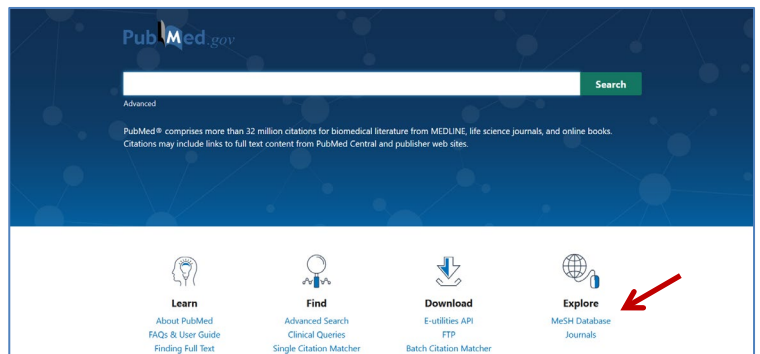 PubMed.gov
Search
Advanced
PubMed® comprises more than 32 million citations for biomedical literature from MEDLINE, life science journals, and online books.
Citations may include links to full text content from PubMed Central and publisher web sites.
Learn
About PubMed
FAQs & User Guide
Finding Full Text
Find
Advanced Search
Clinical Queries
Single Citation Matcher
Download
E-utilities API
FTP
Batch Citation Matcher
Explore
MeSH Database
Journals